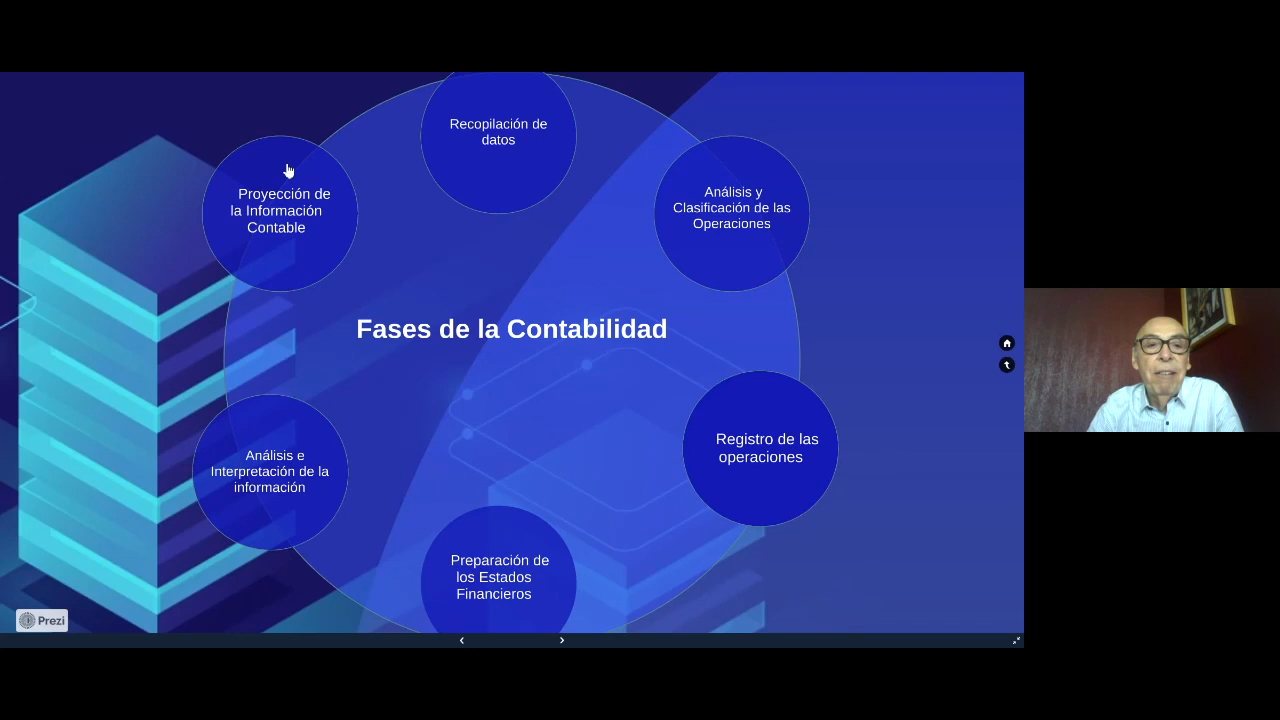 Recopilación de
datos
Análisis y
Clasificación de las
Operaciones
Proyección de
la Información
Contable
Fases de la Contabilidad
Registro de las
operaciones
Análisis e
Interpretación de la
información
Preparación de
los Estados
Financieros
Prezi